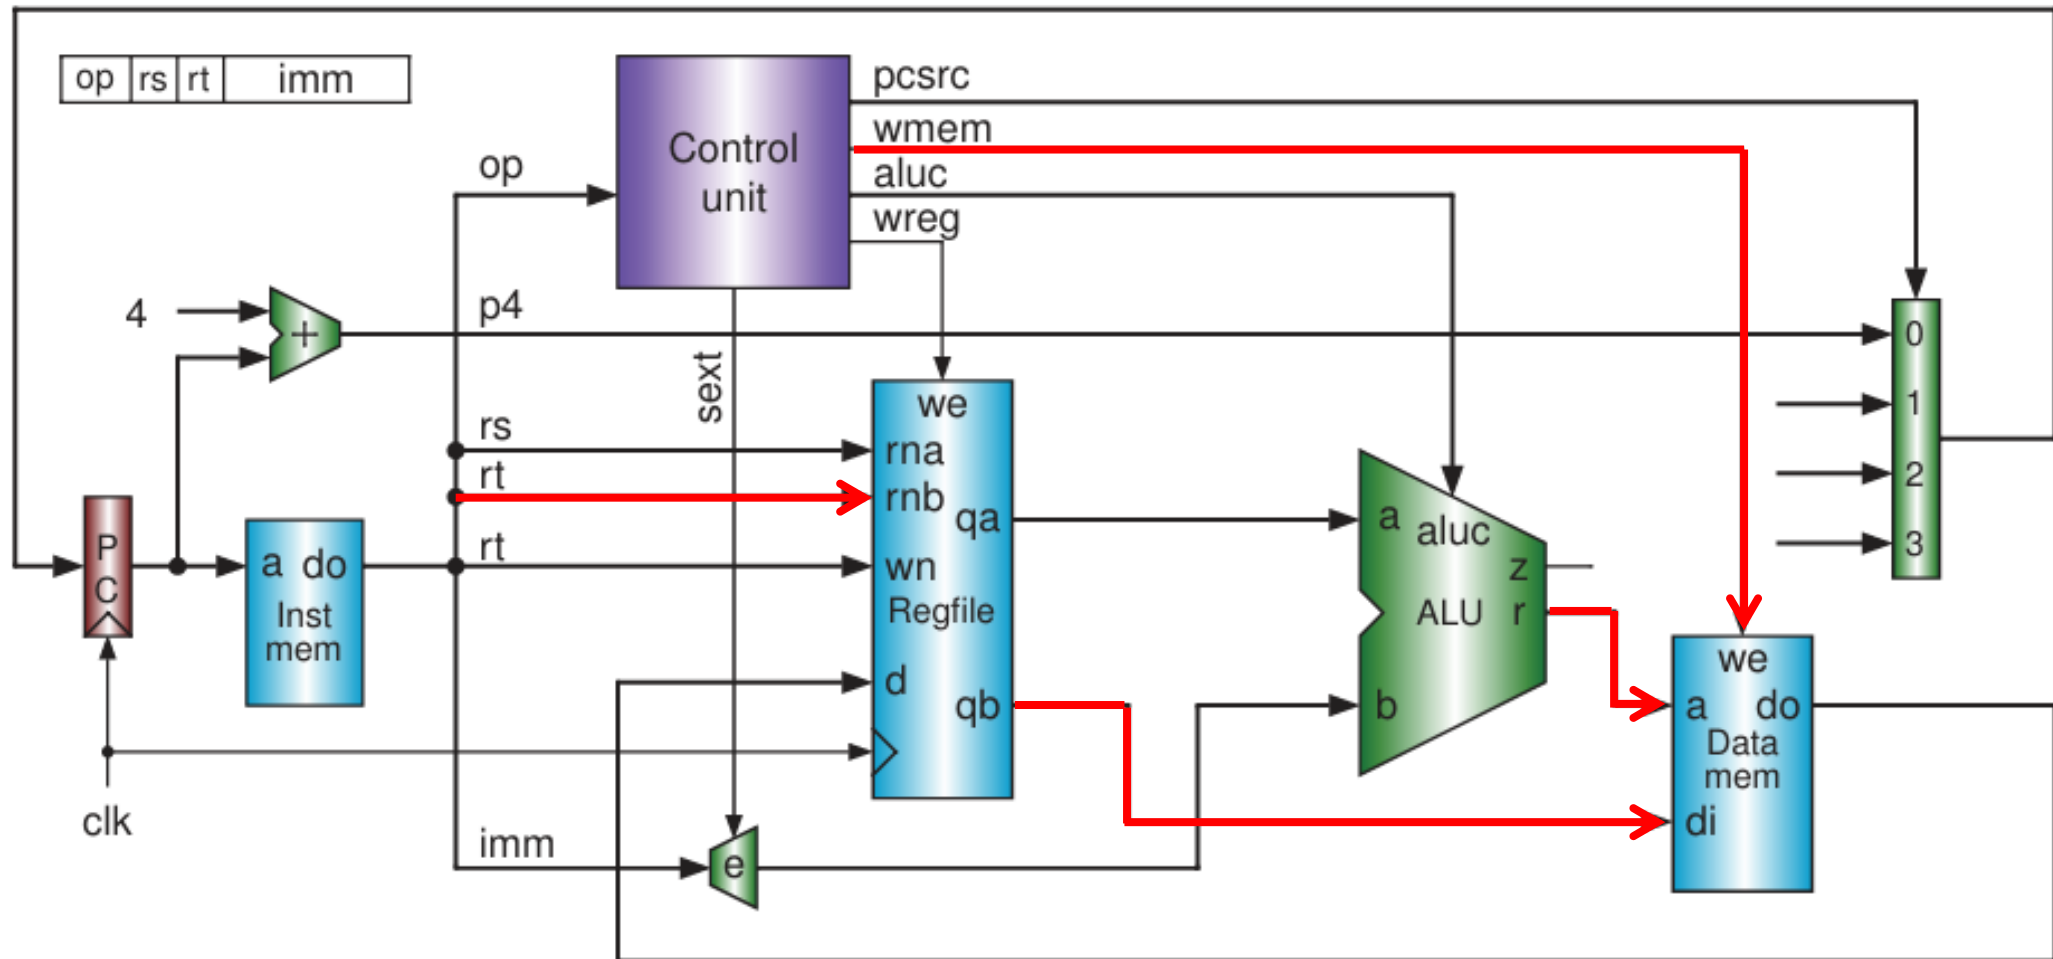 op rs rt imm
pcsrc
wmem
aluc
wreg
Control
unit
op
4
+
p4
sext
0
1
2
3
we
rs
rna
rt
rnb
qa
rt
wn
Regfile
d
qb
P
C
a do
Inst
mem
a
aluc
z
ALU r
b
we
a do
Data
mem
di
clk
imm
e